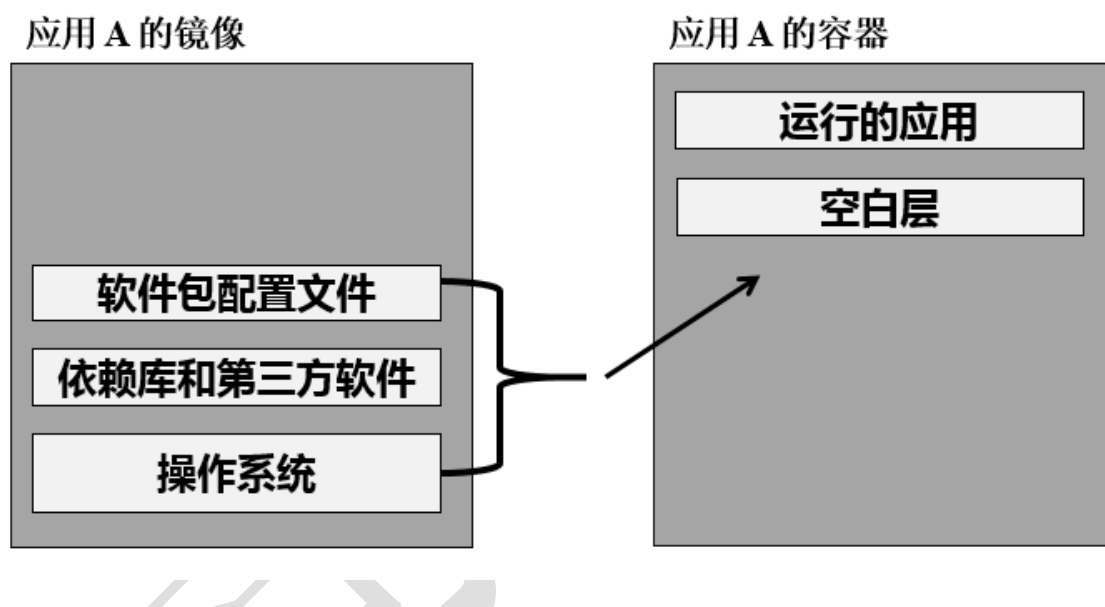 应用 A 的镜像
应用 A 的容器
软件包配置文件
依赖库和第三方软件
操作系统
运行的应用
空白层